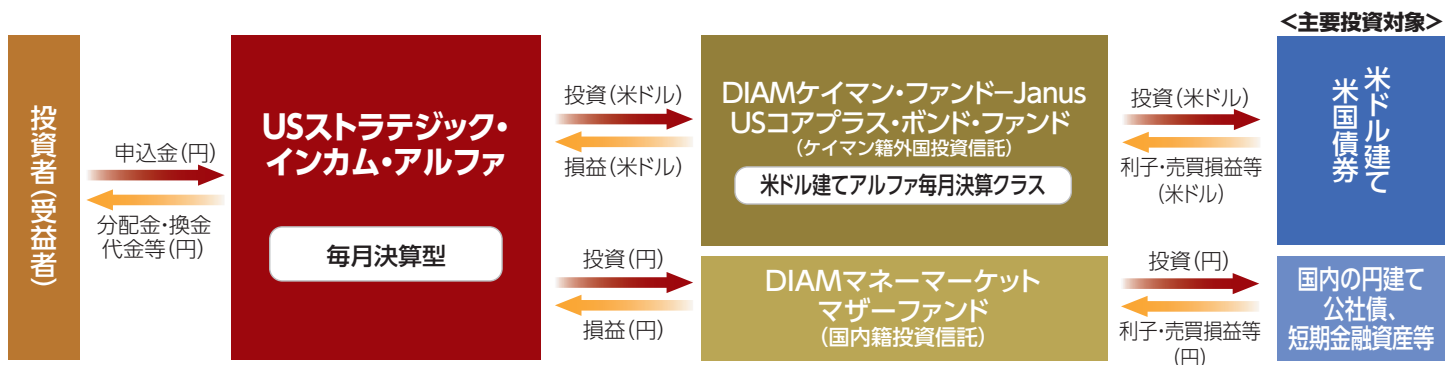 <主要投資対象>
投資者(受益者)
申込金(円)
分配金・換金
代金等(円)
USストラテジック・
インカム・アルファ
毎月決算型
投資(米ドル)
損益(米ドル)
投資(円)
損益(円)
DIAMケイマン・ファンドーJanus
USコアプラス・ボンド・ファンド
(ケイマン籍外国投資信託)
米ドル建てアルファ毎月決算クラス
DIAMマネーマーケット
マザーファンド
(国内籍投資信託)
投資(米ドル)
利子・売買損益等
(米ドル)
投資(円)
利子・売買損益等
(円)
米ドル建て
米国債券
国内の円建て
公社債、
短期金融資産等